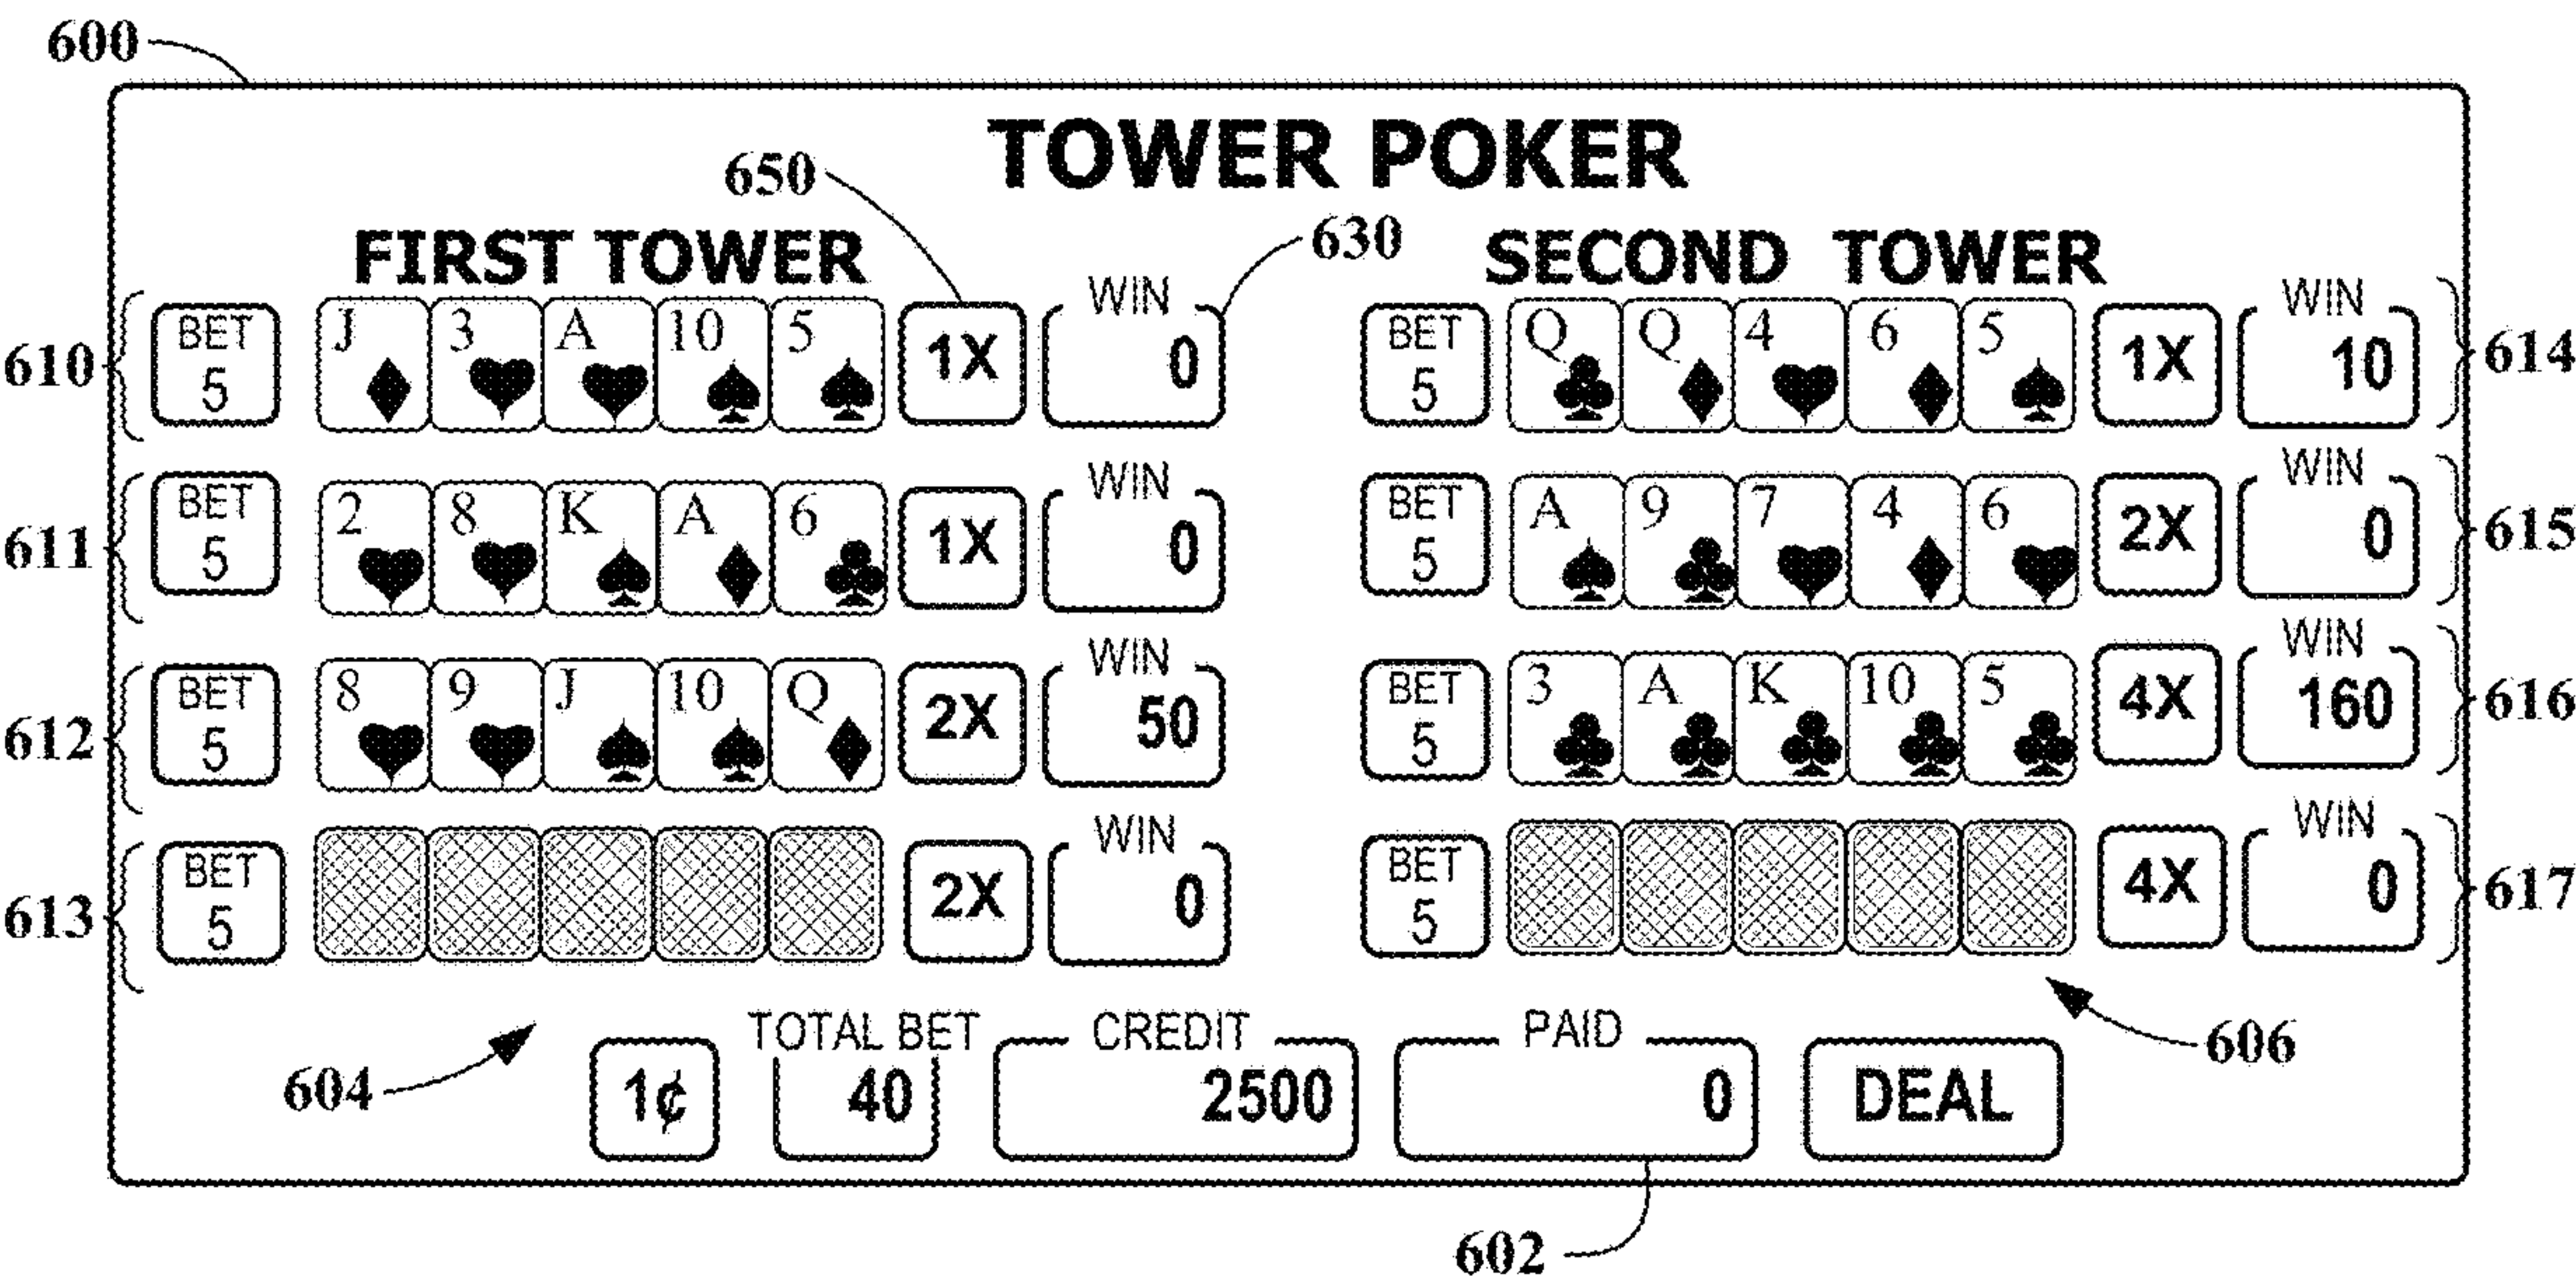 600
TOWER POKER
650
630
FIRST TOWER
SECOND TOWER
610 BET 5 J 3 A 10 5 1X WIN 0
BET 5 Q Q 4 6 5 1X WIN 10 614
611 BET 5 2 8 K A 6 1X WIN 0
BET 5 A 9 7 4 6 2X WIN 0 615
612 BET 5 8 9 J 10 Q 2X WIN 50
BET 5 3 A K 10 5 4X WIN 160 616
613 BET 5 2X WIN 0
BET 5 4X WIN 0 617
604
606
1¢ TOTAL BET 40 CREDIT 2500 PAID 0 DEAL
602